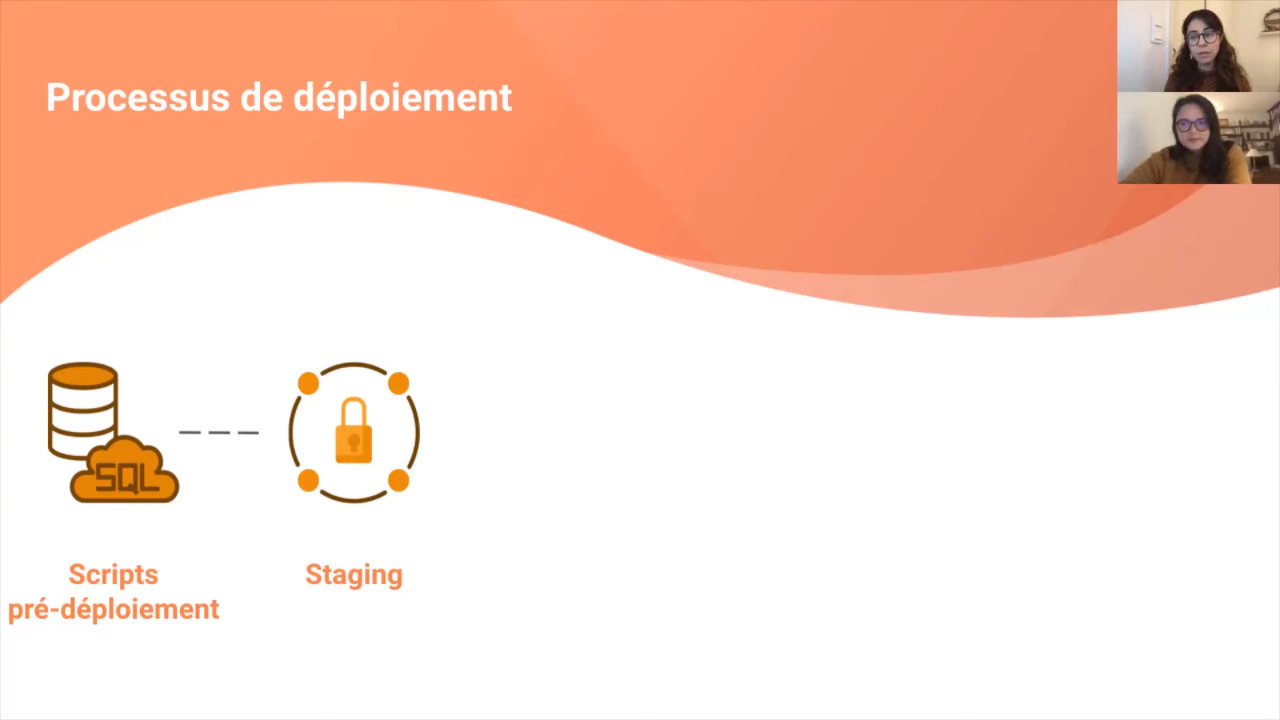 Processus de déploiement
SQL
Scripts
pré-déploiement
Staging